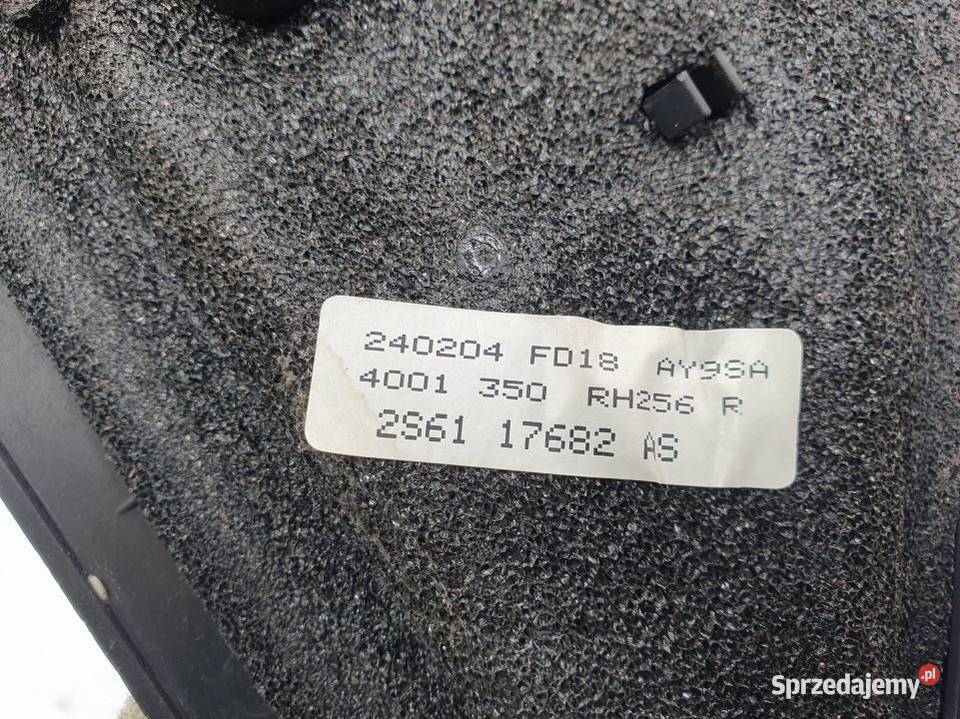 240204 FD18 AY9SA
4001 350 RH256 R
2S61 17682 AS
Sprzedajemy.pl